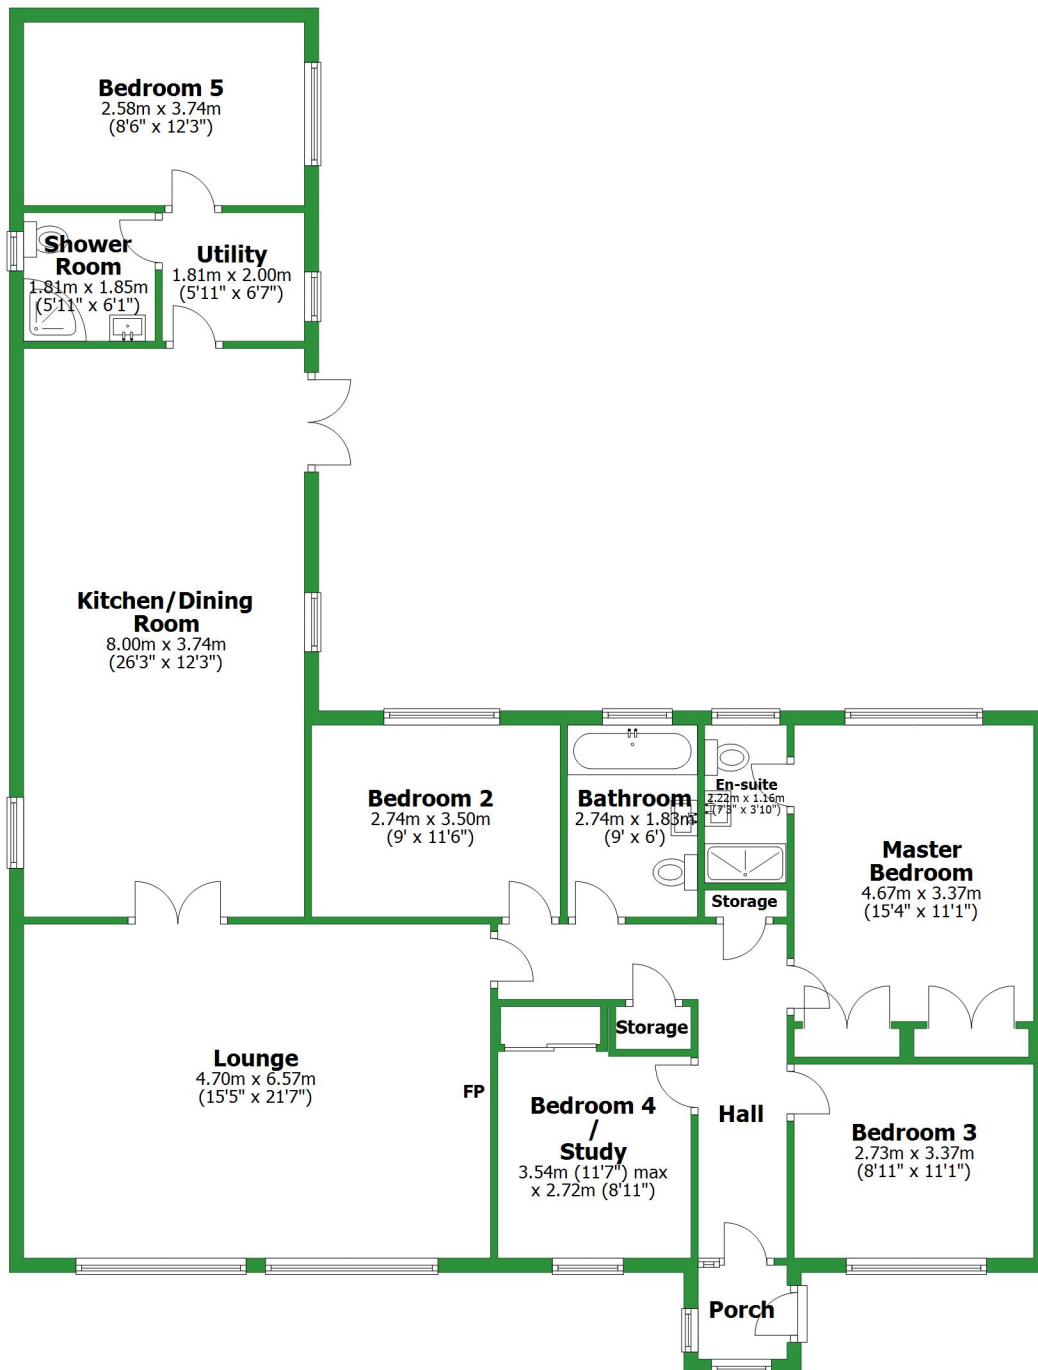 Bedroom 5
2.58m x 3.74m
(8'6" x 12'3")
Shower
Room
1.81m x 1.85m
(5'11" x 6'1")
Utility
1.81m x 2.00m
(5'11" x 6'7")
Kitchen/Dining
Room
8.00m x 3.74m
(26'3" x 12'3")
Bedroom 2
2.74m x 3.50m
(9' x 11'6")
Bathroom
2.74m x 1.83m
(9' x 6')
En-suite
2.22m x 1.16m
(7'3" x 3'10")
Master
Bedroom
4.67m x 3.37m
(15'4" x 11'1")
Storage
Storage
Lounge
4.70m x 6.57m
(15'5" x 21'7")
FP
Bedroom 4
/
Study
3.54m (11'7") max
x 2.72m (8'11")
Hall
Bedroom 3
2.73m x 3.37m
(8'11" x 11'1")
Porch